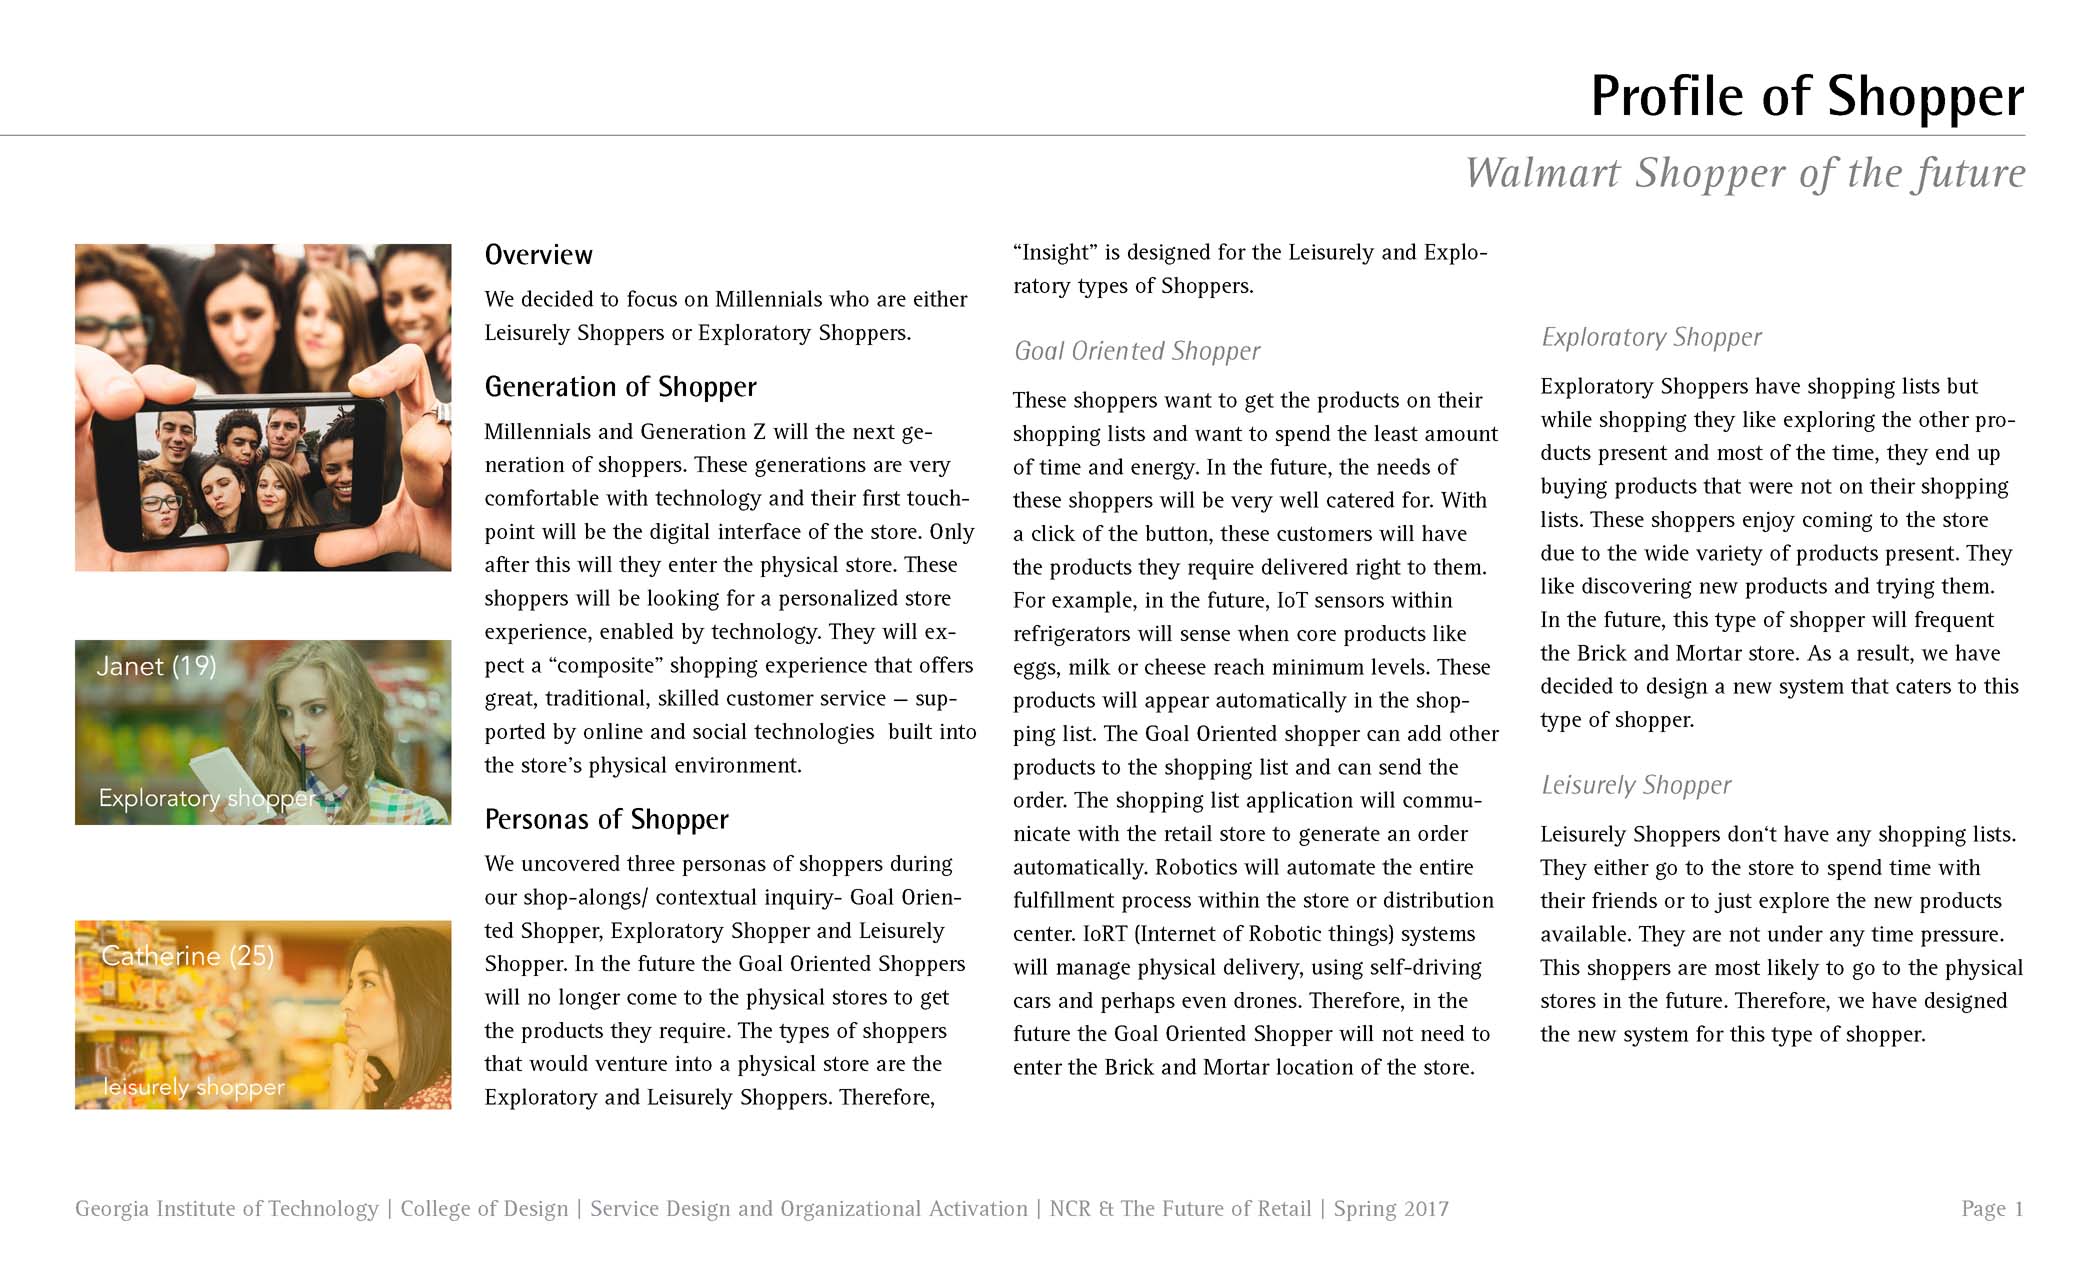 Profile of Shopper
Walmart Shopper of the future
Janet (19)
Exploratory shopper
Catherine (25)
leisurely shopper
Overview
We decided to focus on Millennials who are either
Leisurely Shoppers or Exploratory Shoppers.
Generation of Shopper
Millennials and Generation Z will the next ge-
neration of shoppers. These generations are very
comfortable with technology and their first touch-
point will be the digital interface of the store. Only
after this will they enter the physical store. These
shoppers will be looking for a personalized store
experience, enabled by technology. They will ex-
pect a “composite” shopping experience that offers
great, traditional, skilled customer service – sup-
ported by online and social technologies  built into
the store’s physical environment.
Personas of Shopper
We uncovered three personas of shoppers during
our shop-alongs/ contextual inquiry- Goal Orien-
ted Shopper, Exploratory Shopper and Leisurely
Shopper. In the future the Goal Oriented Shoppers
will no longer come to the physical stores to get
the products they require. The types of shoppers
that would venture into a physical store are the
Exploratory and Leisurely Shoppers. Therefore,
“Insight” is designed for the Leisurely and Explo-
ratory types of Shoppers.
Goal Oriented Shopper
These shoppers want to get the products on their
shopping lists and want to spend the least amount
of time and energy. In the future, the needs of
these shoppers will be very well catered for. With
a click of the button, these customers will have
the products they require delivered right to them.
For example, in the future, IoT sensors within
refrigerators will sense when core products like
eggs, milk or cheese reach minimum levels. These
products will appear automatically in the shop-
ping list. The Goal Oriented shopper can add other
products to the shopping list and can send the
order. The shopping list application will commu-
nicate with the retail store to generate an order
automatically. Robotics will automate the entire
fulfillment process within the store or distribution
center. IoRT (Internet of Robotic things) systems
will manage physical delivery, using self-driving
cars and perhaps even drones. Therefore, in the
future the Goal Oriented Shopper will not need to
enter the Brick and Mortar location of the store.
Exploratory Shopper
Exploratory Shoppers have shopping lists but
while shopping they like exploring the other pro-
ducts present and most of the time, they end up
buying products that were not on their shopping
lists. These shoppers enjoy coming to the store
due to the wide variety of products present. They
like discovering new products and trying them.
In the future, this type of shopper will frequent
the Brick and Mortar store. As a result, we have
decided to design a new system that caters to this
type of shopper.
Leisurely Shopper
Leisurely Shoppers don‘t have any shopping lists.
They either go to the store to spend time with
their friends or to just explore the new products
available. They are not under any time pressure.
This shoppers are most likely to go to the physical
stores in the future. Therefore, we have designed
the new system for this type of shopper.
Georgia Institute of Technology | College of Design | Service Design and Organizational Activation | NCR & The Future of Retail | Spring 2017
Page 1